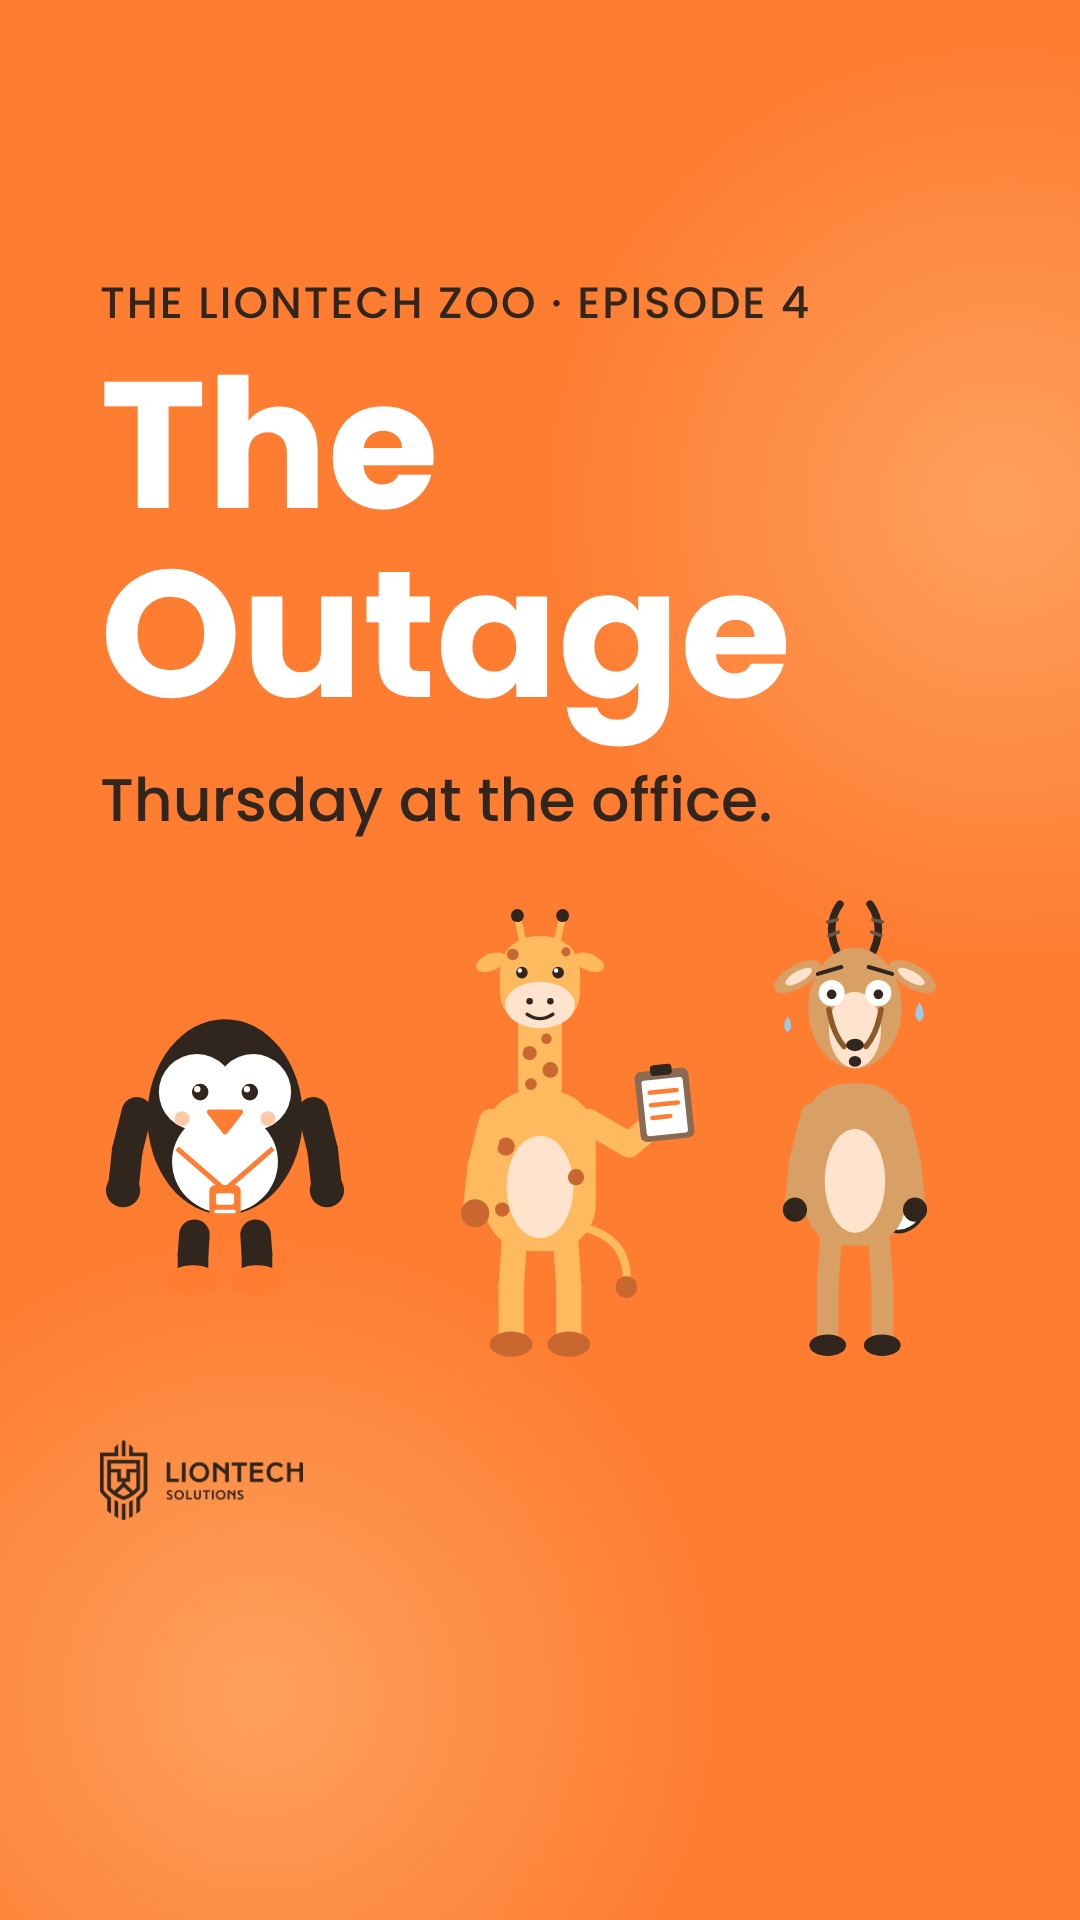 THE LIONTECH ZOO · EPISODE 4
The
Outage
Thursday at the office.
LIONTECH
SOLUTIONS